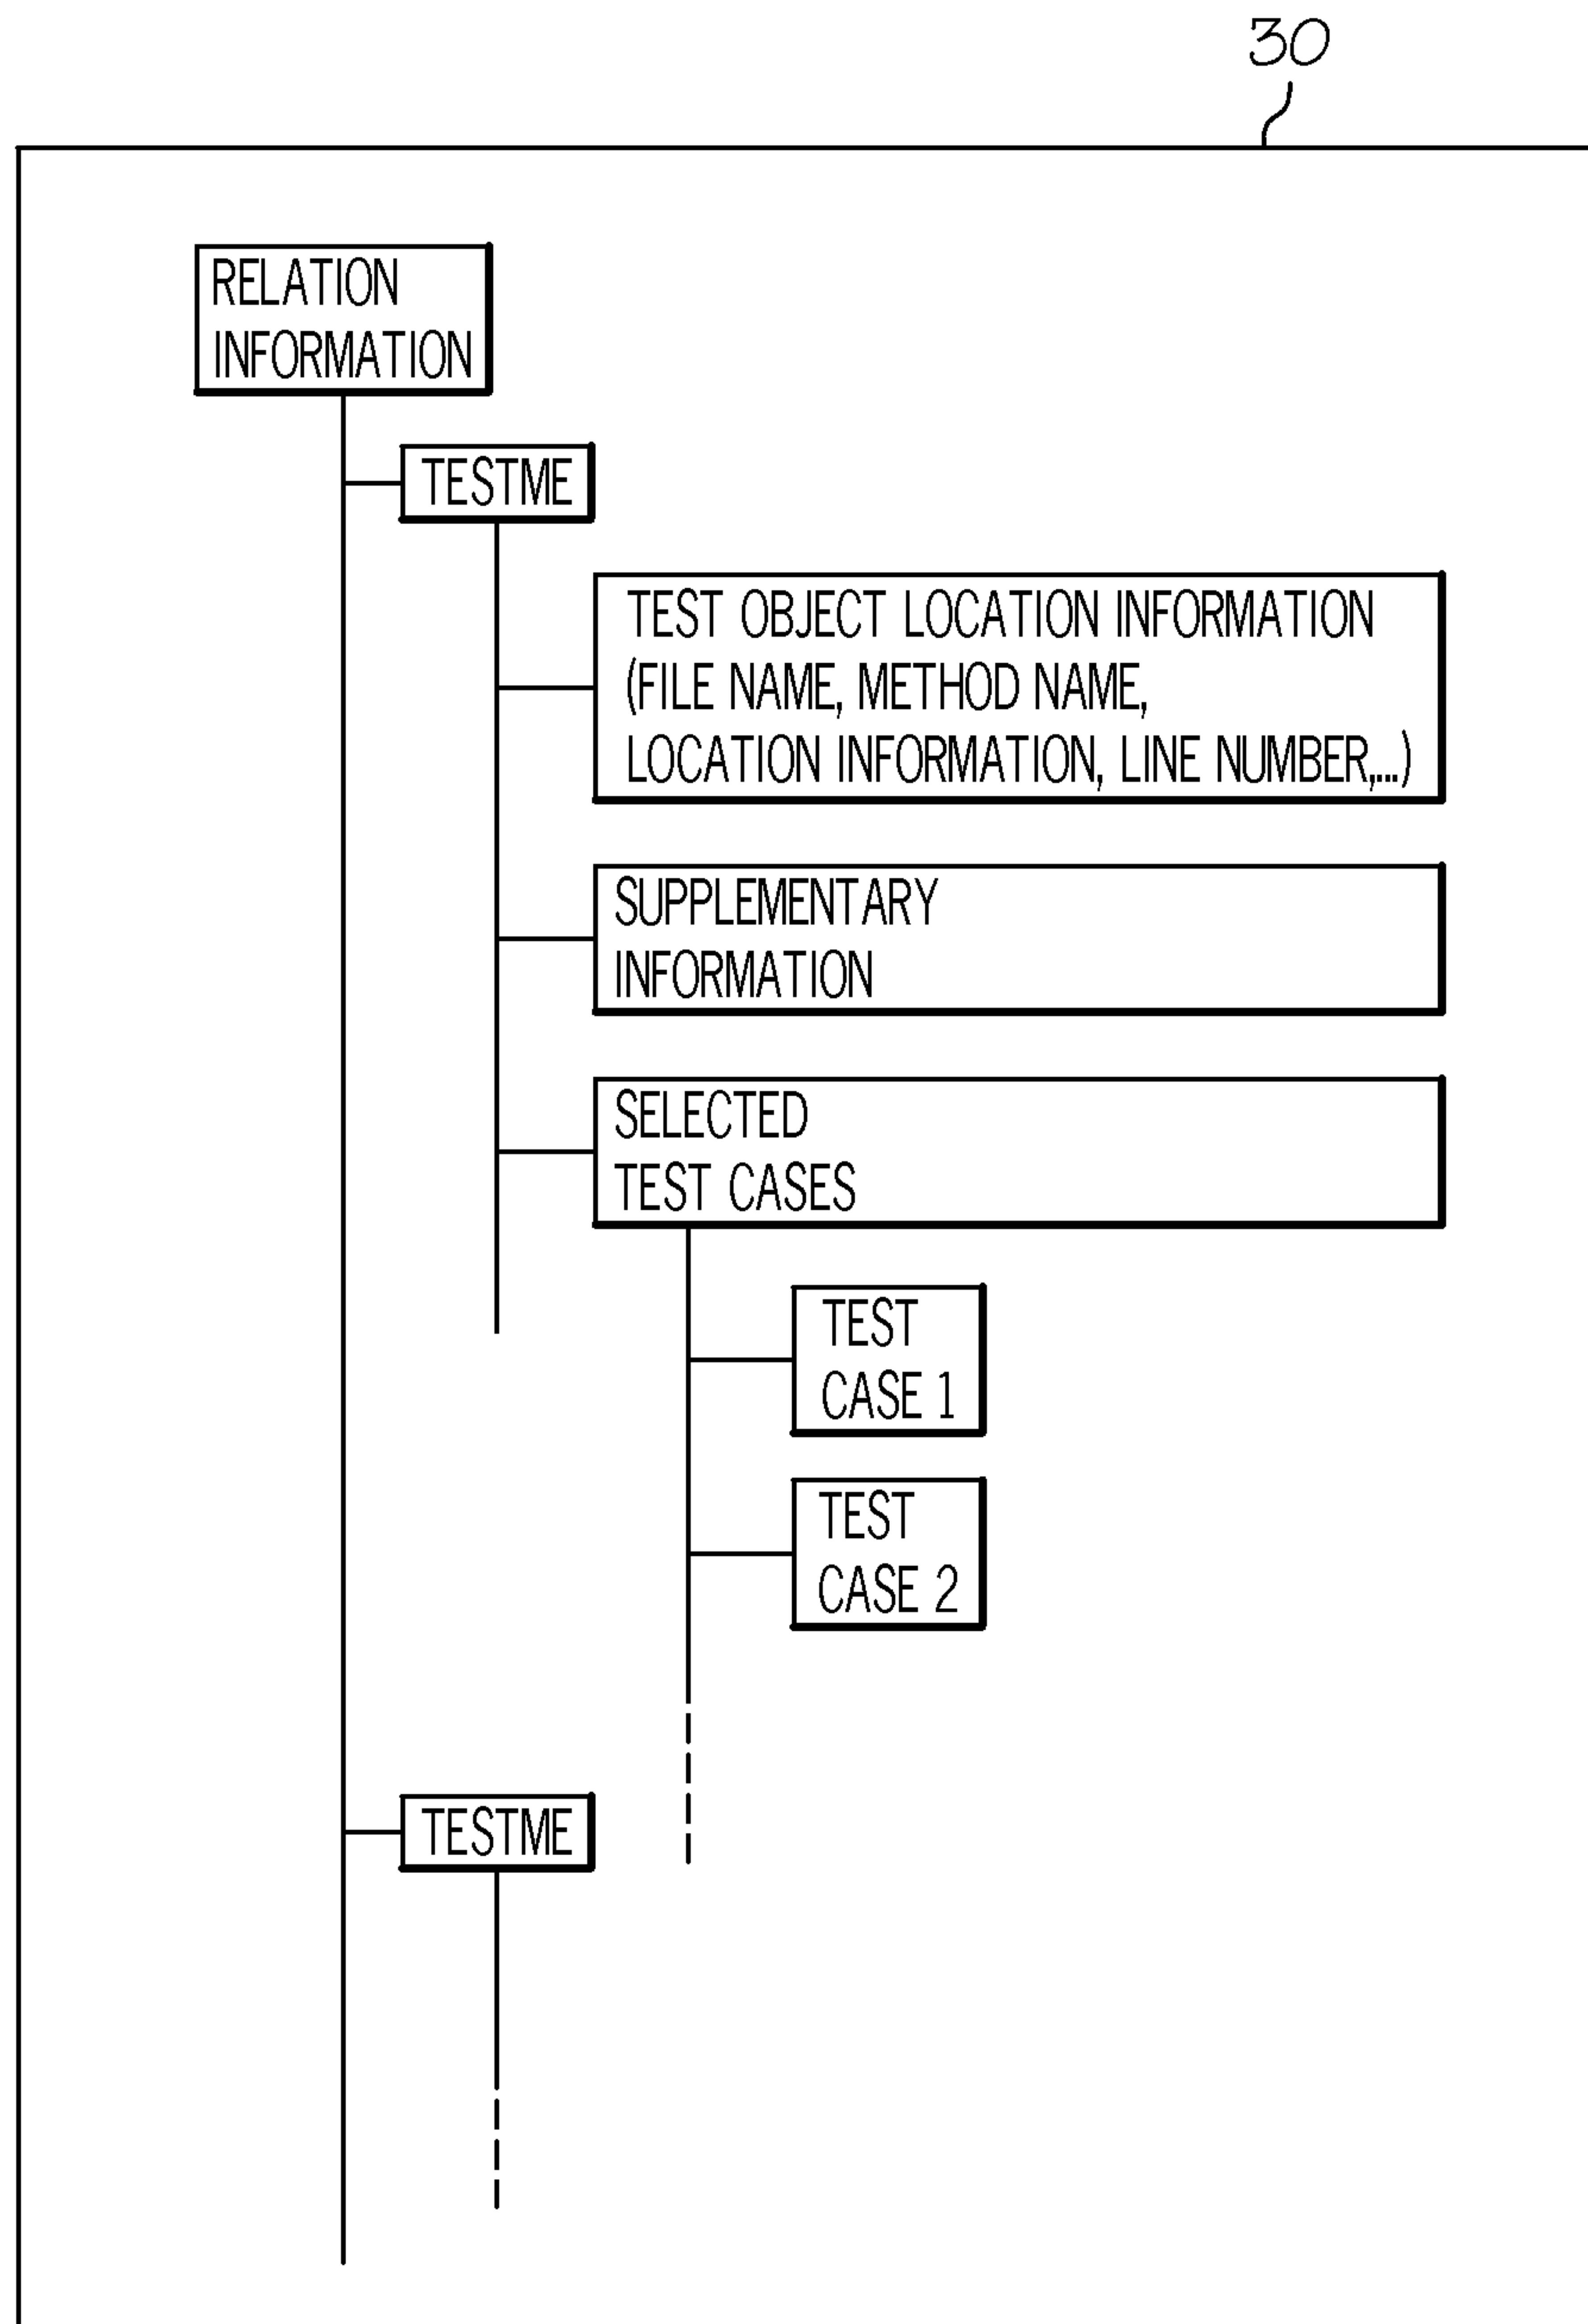 30
RELATION
INFORMATION
TESTME
TEST OBJECT LOCATION INFORMATION
(FILE NAME, METHOD NAME,
LOCATION INFORMATION, LINE NUMBER,...)
SUPPLEMENTARY
INFORMATION
SELECTED
TEST CASES
TEST
CASE 1
TEST
CASE 2
TESTME